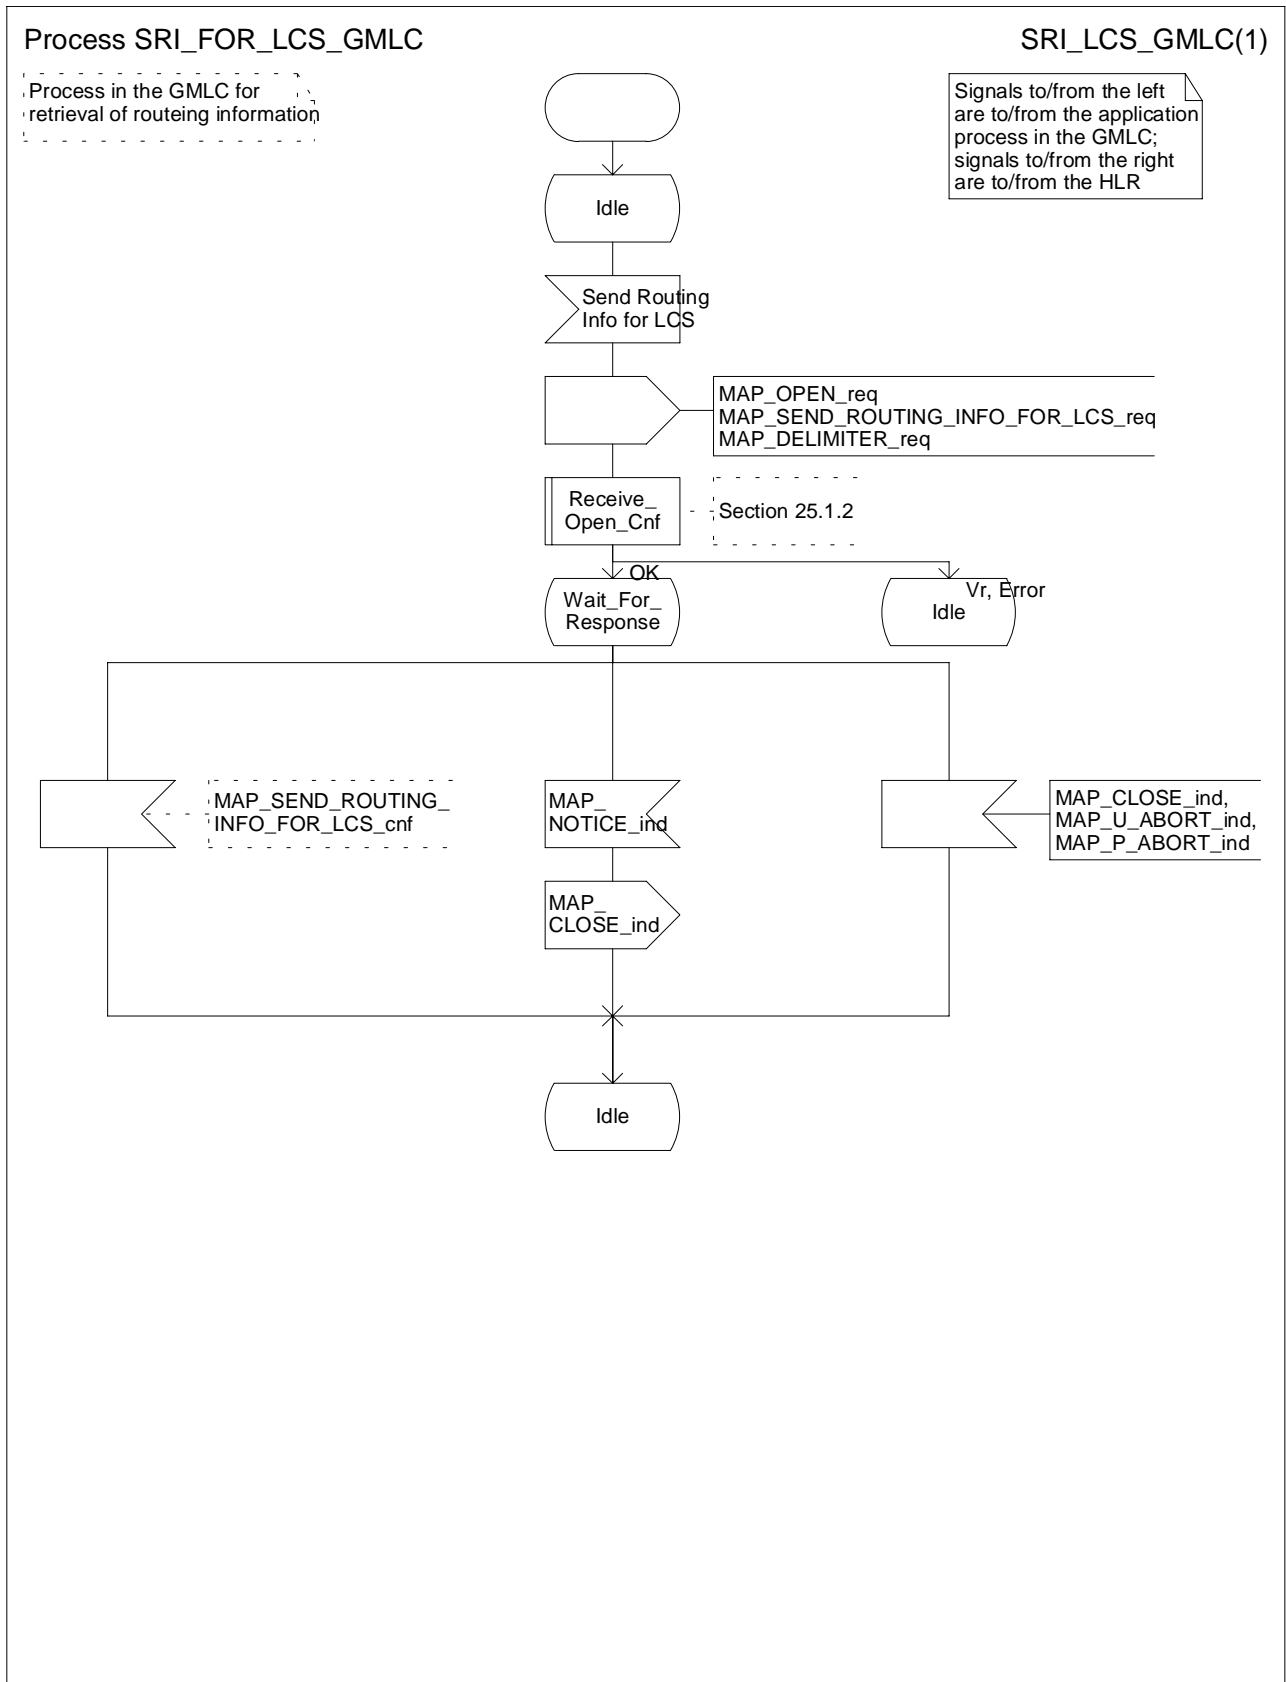 Process SRI_FOR_LCS_GMLC
SRI_LCS_GMLC(1)
Process in the GMLC for
retrieval of routeing information
Signals to/from the left
are to/from the application
process in the GMLC;
signals to/from the right
are to/from the HLR
Idle
Send Routing
Info for LCS
MAP_OPEN_req
MAP_SEND_ROUTING_INFO_FOR_LCS_req
MAP_DELIMITER_req
Receive_
Open_Cnf
Section 25.1.2
OK
Vr, Error
Wait_For_
Response
Idle
MAP_SEND_ROUTING_
INFO_FOR_LCS_cnf
MAP_
NOTICE_ind
MAP_CLOSE_ind,
MAP_U_ABORT_ind,
MAP_P_ABORT_ind
MAP_
CLOSE_ind
Idle